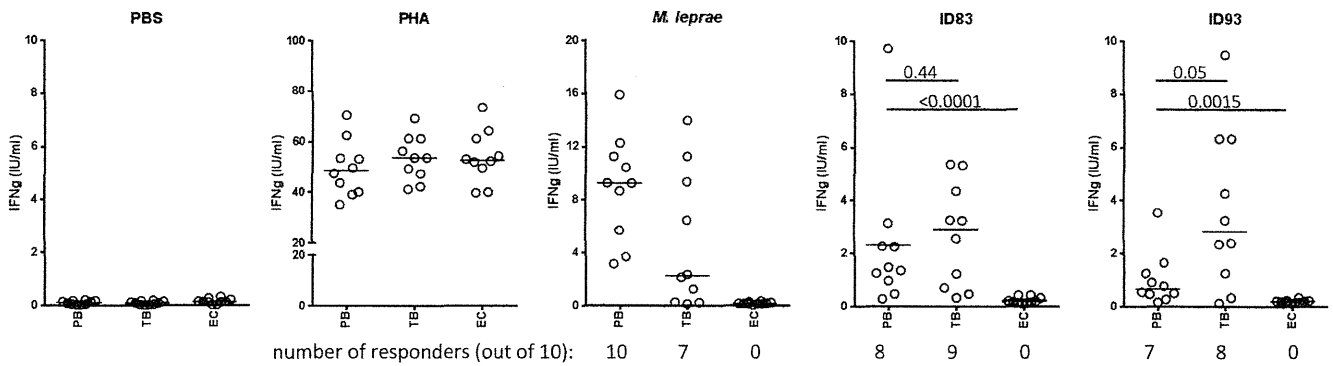 PBS
IFNg (IU/ml)
10
8
6
4
2
0
PB
TB
EC
PHA
IFNg (IU/ml)
100
80
60
40
20
20
0
PB
TB
EC
M. leprae
IFNg (IU/ml)
20
16
12
8
4
0
PB
TB
EC
ID83
IFNg (IU/ml)
10
8
6
4
2
0
0.44
<0.0001
PB
TB
EC
ID93
IFNg (IU/ml)
10
8
6
4
2
0
0.05
0.0015
PB
TB
EC
number of responders (out of 10): 10 7 0 8 9 0 7 8 0